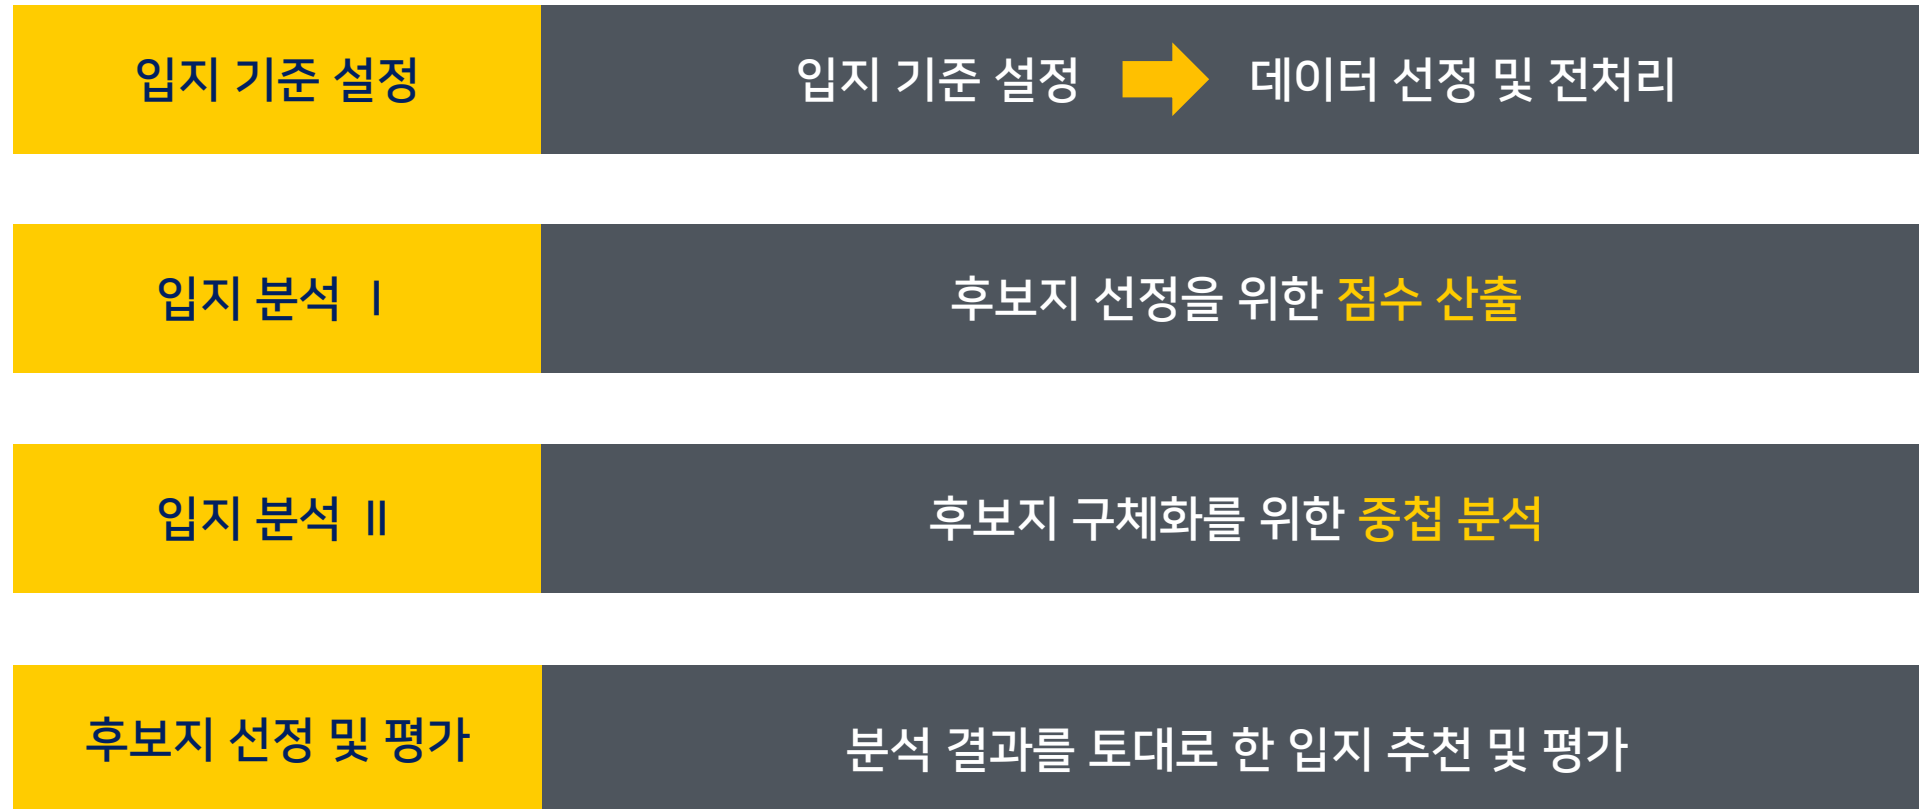 입지 기준 설정
입지 기준 설정 데이터 선정 및 전처리
입지 분석 Ⅰ
후보지 선정을 위한 점수 산출
입지 분석 Ⅱ
후보지 구체화를 위한 중첩 분석
후보지 선정 및 평가
분석 결과를 토대로 한 입지 추천 및 평가